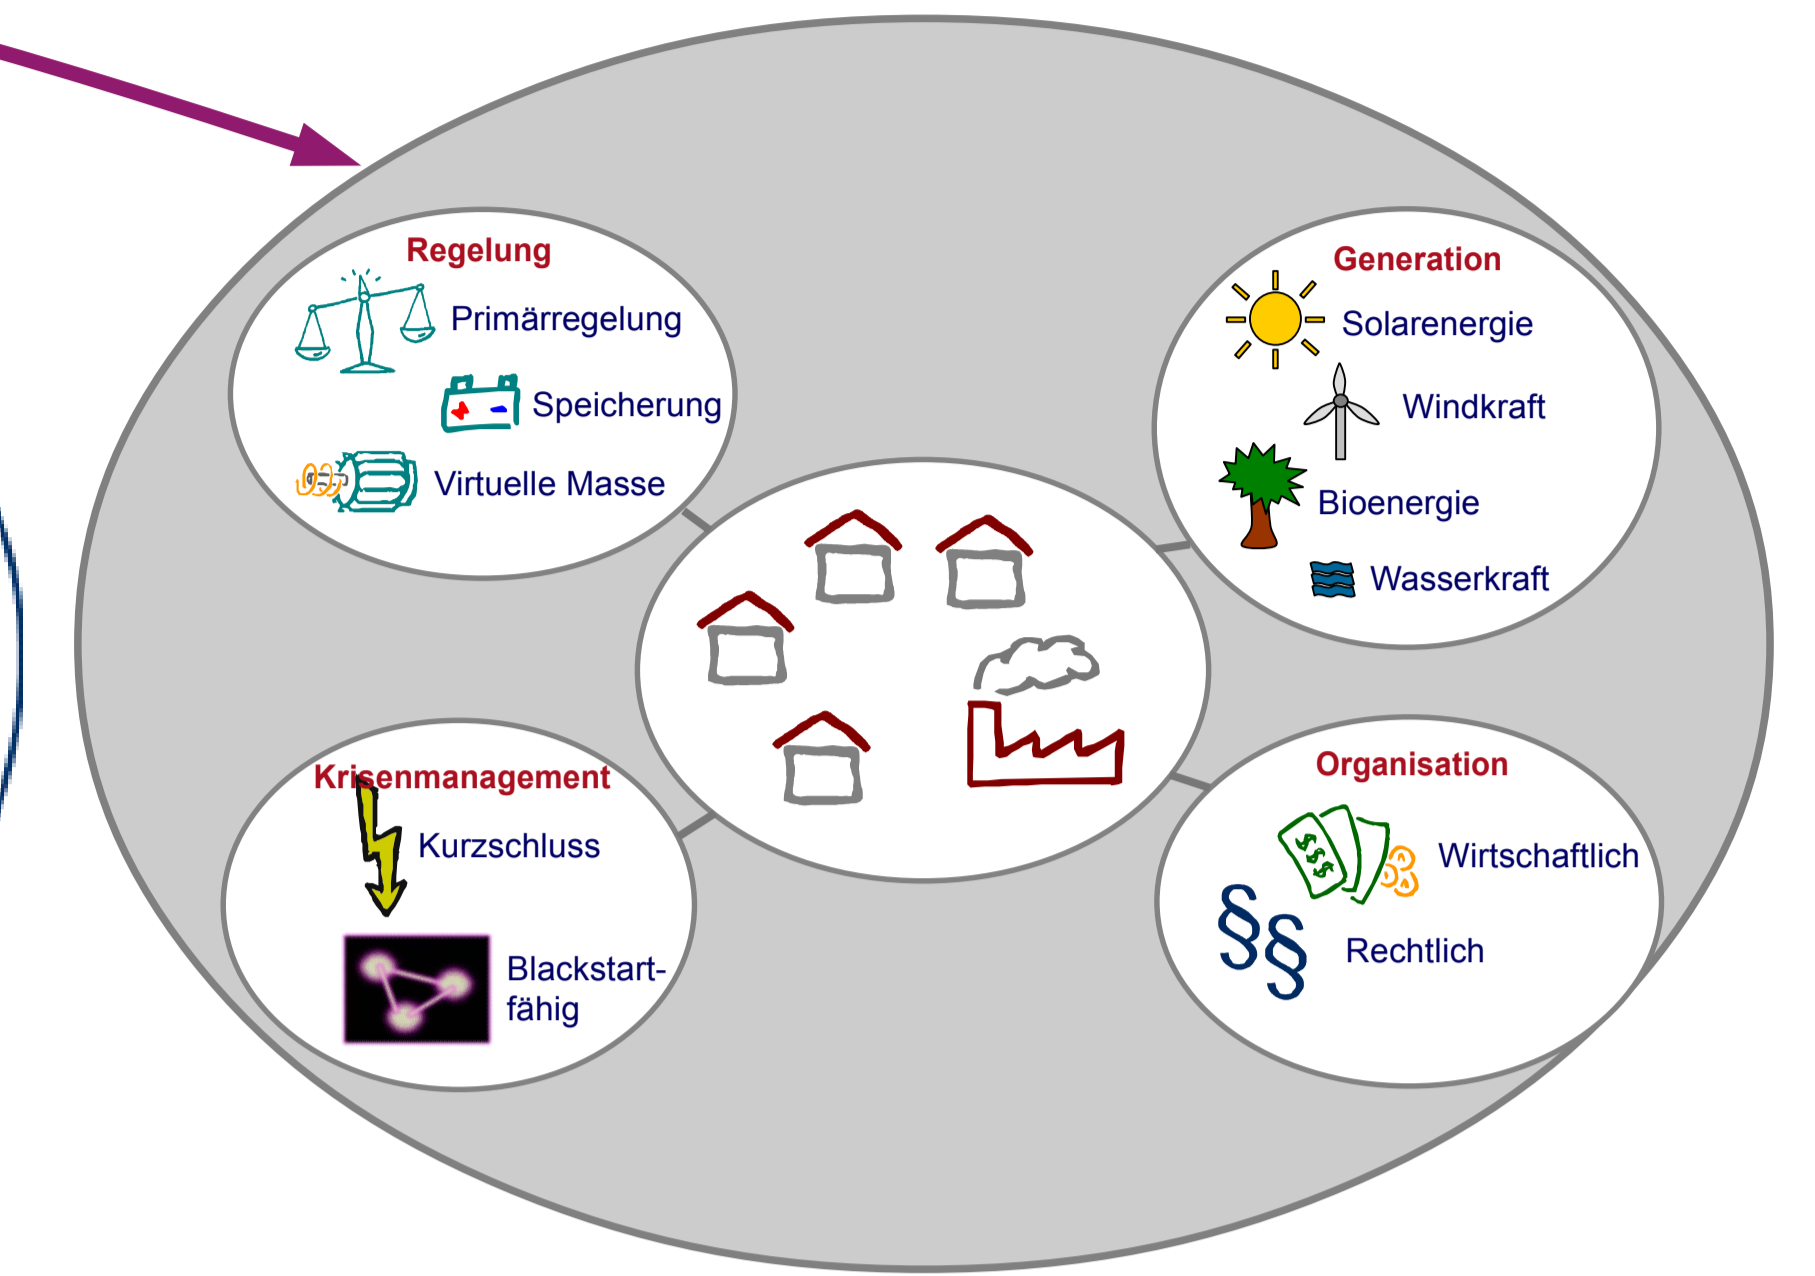 Regelung
Primärregelung
Speicherung
Virtuelle Masse
Generation
Solarenergie
Windkraft
Bioenergie
Wasserkraft
Krisenmanagement
Kurzschluss
Blackstart-
fähig
Organisation
$$$
Wirtschaftlich
§§
Rechtlich